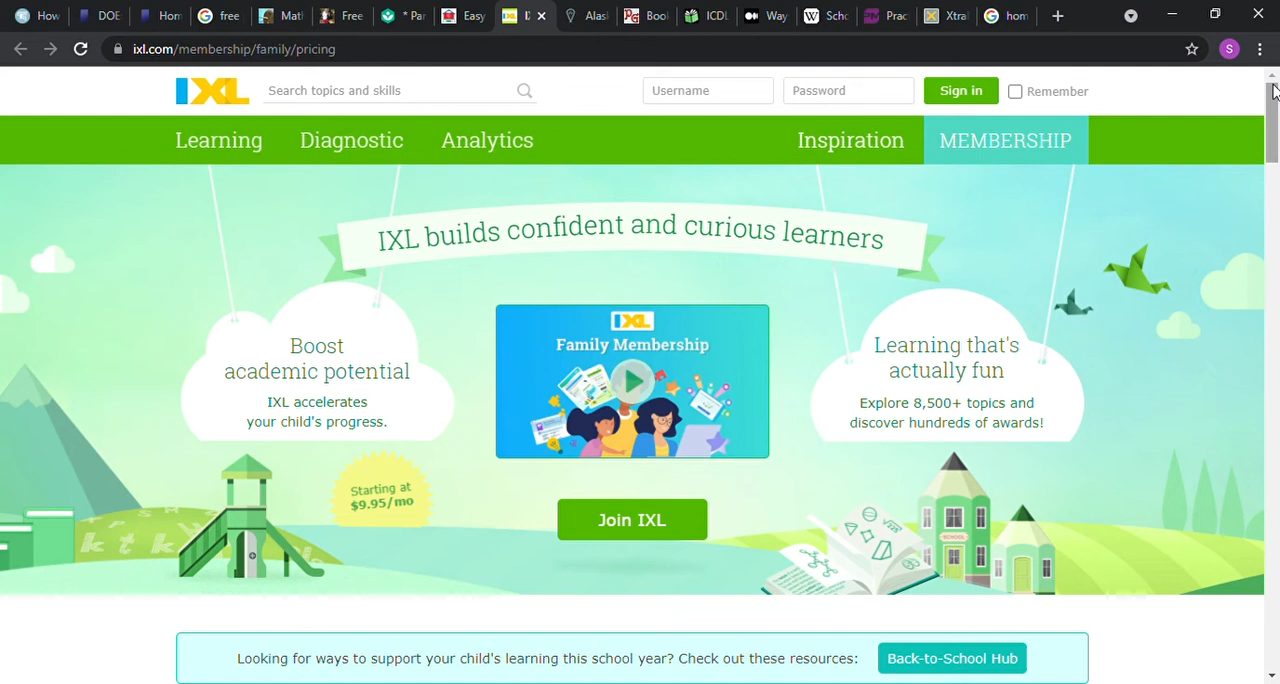 How DOE Hom free Mat Free * Par Easy Alas Boo ICDL Way Scho Prac Xtra hom
ixl.com/membership/family/pricing
S
IXL Search topics and skills Username Password Sign in Remember
Learning Diagnostic Analytics Inspiration MEMBERSHIP
IXL builds confident and curious learners
Boost
academic potential
IXL accelerates
your child's progress.
IXL
Family Membership
Learning that's
actually fun
Explore 8,500+ topics and
discover hundreds of awards!
Starting at
$9.95/mo
Join IXL
SCHOOL
k t k
Looking for ways to support your child's learning this school year? Check out these resources: Back-to-School Hub